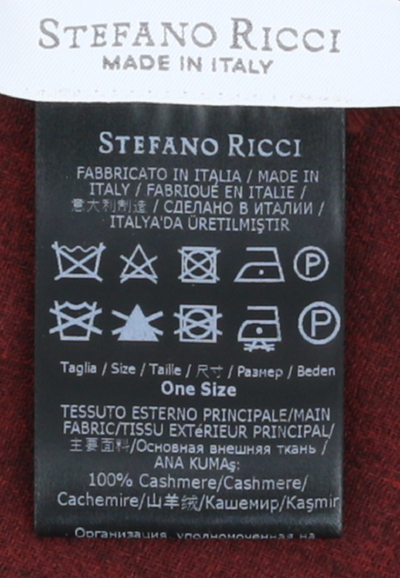 STEFANO RICCI
MADE IN ITALY
STEFANO RICCI
FABBRICATO IN ITALIA / MADE IN
ITALY / FABRIQUÉ EN ITALIE /
意大利制造 / СДЕЛАНО В ИТАЛИИ /
ITALYA'DA ÜRETILMIŞTIR
P
P
Taglia / Size / Taille / 尺寸 / Размер / Beden
One Size
TESSUTO ESTERNO PRINCIPALE/MAIN
FABRIC/TISSU EXTéRIEUR PRINCIPAL/
主要面料/Основная внешняя ткань /
ANA KUMAş:
100% Cashmere/Cashmere/
Cachemire/山羊绒/Кашемир/Kaşmir
Организация, уполномоченная на